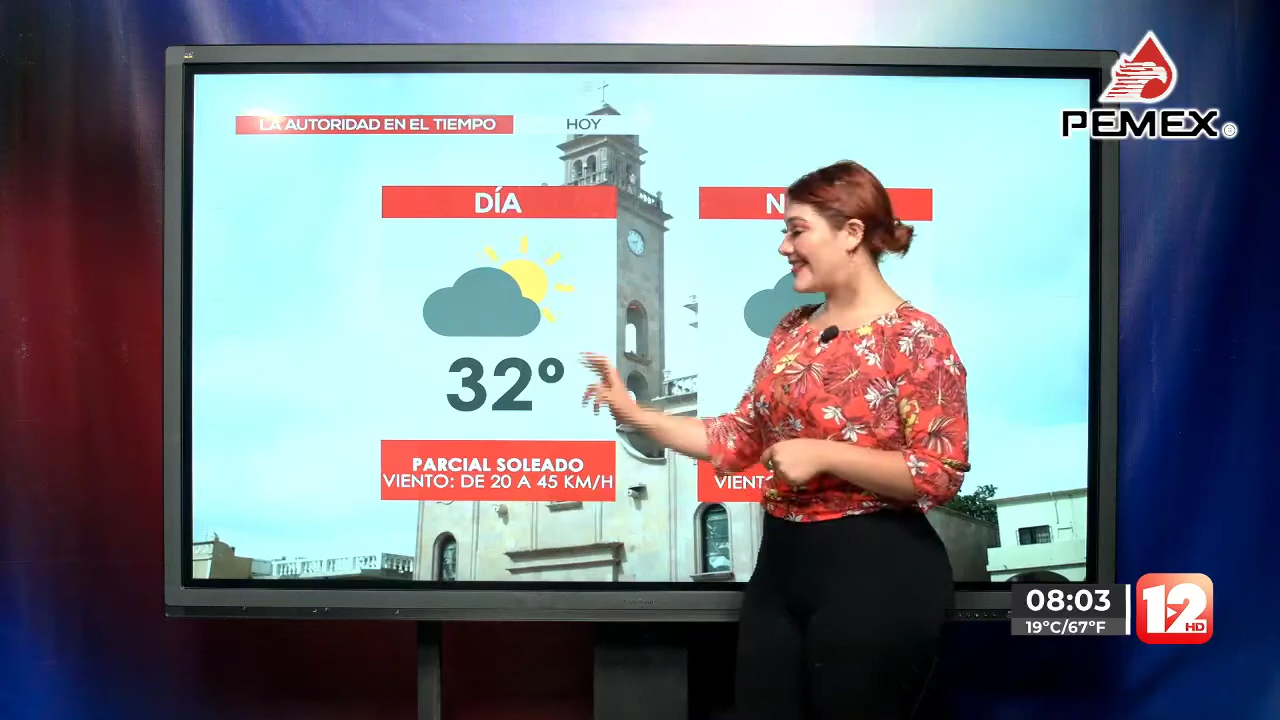 PEMEX®
LA AUTORIDAD EN EL TIEMPO
HOY
DÍA
N
32°
PARCIAL SOLEADO
VIENTO: DE 20 A 45 KM/H
VIENT
08:03
19°C/67°F
12
HD